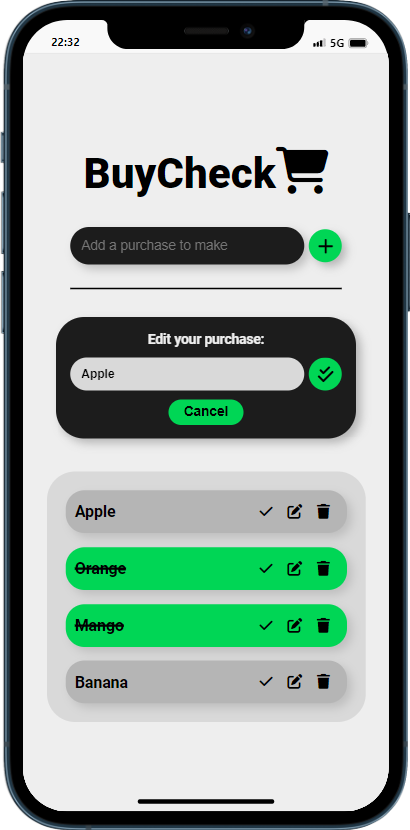 22:32
5G
BuyCheck
Add a purchase to make
Edit your purchase:
Apple
Cancel
Apple
Orange
Mango
Banana